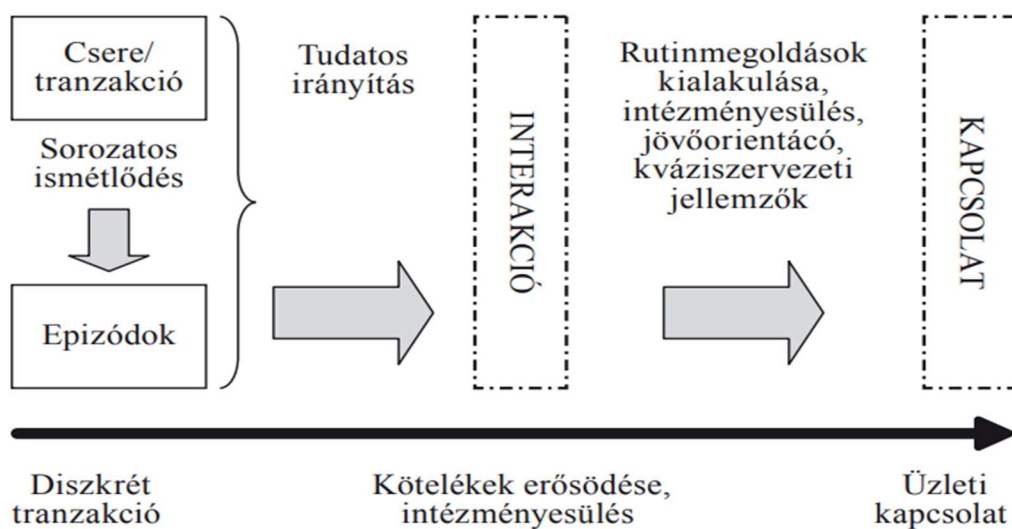 Csere/
tranzakció
Sorozatos
ismétlődés
Epizódok
Tudatos
irányítás
INTERAKCIÓ
Rutinmegoldások
kialakulása,
intézményesülés,
jövőorientácó,
kváziszervezeti
jellemzők
KAPCSOLAT
Diszkrét
tranzakció
Kötelékek erősödése,
intézményesülés
Üzleti
kapcsolat